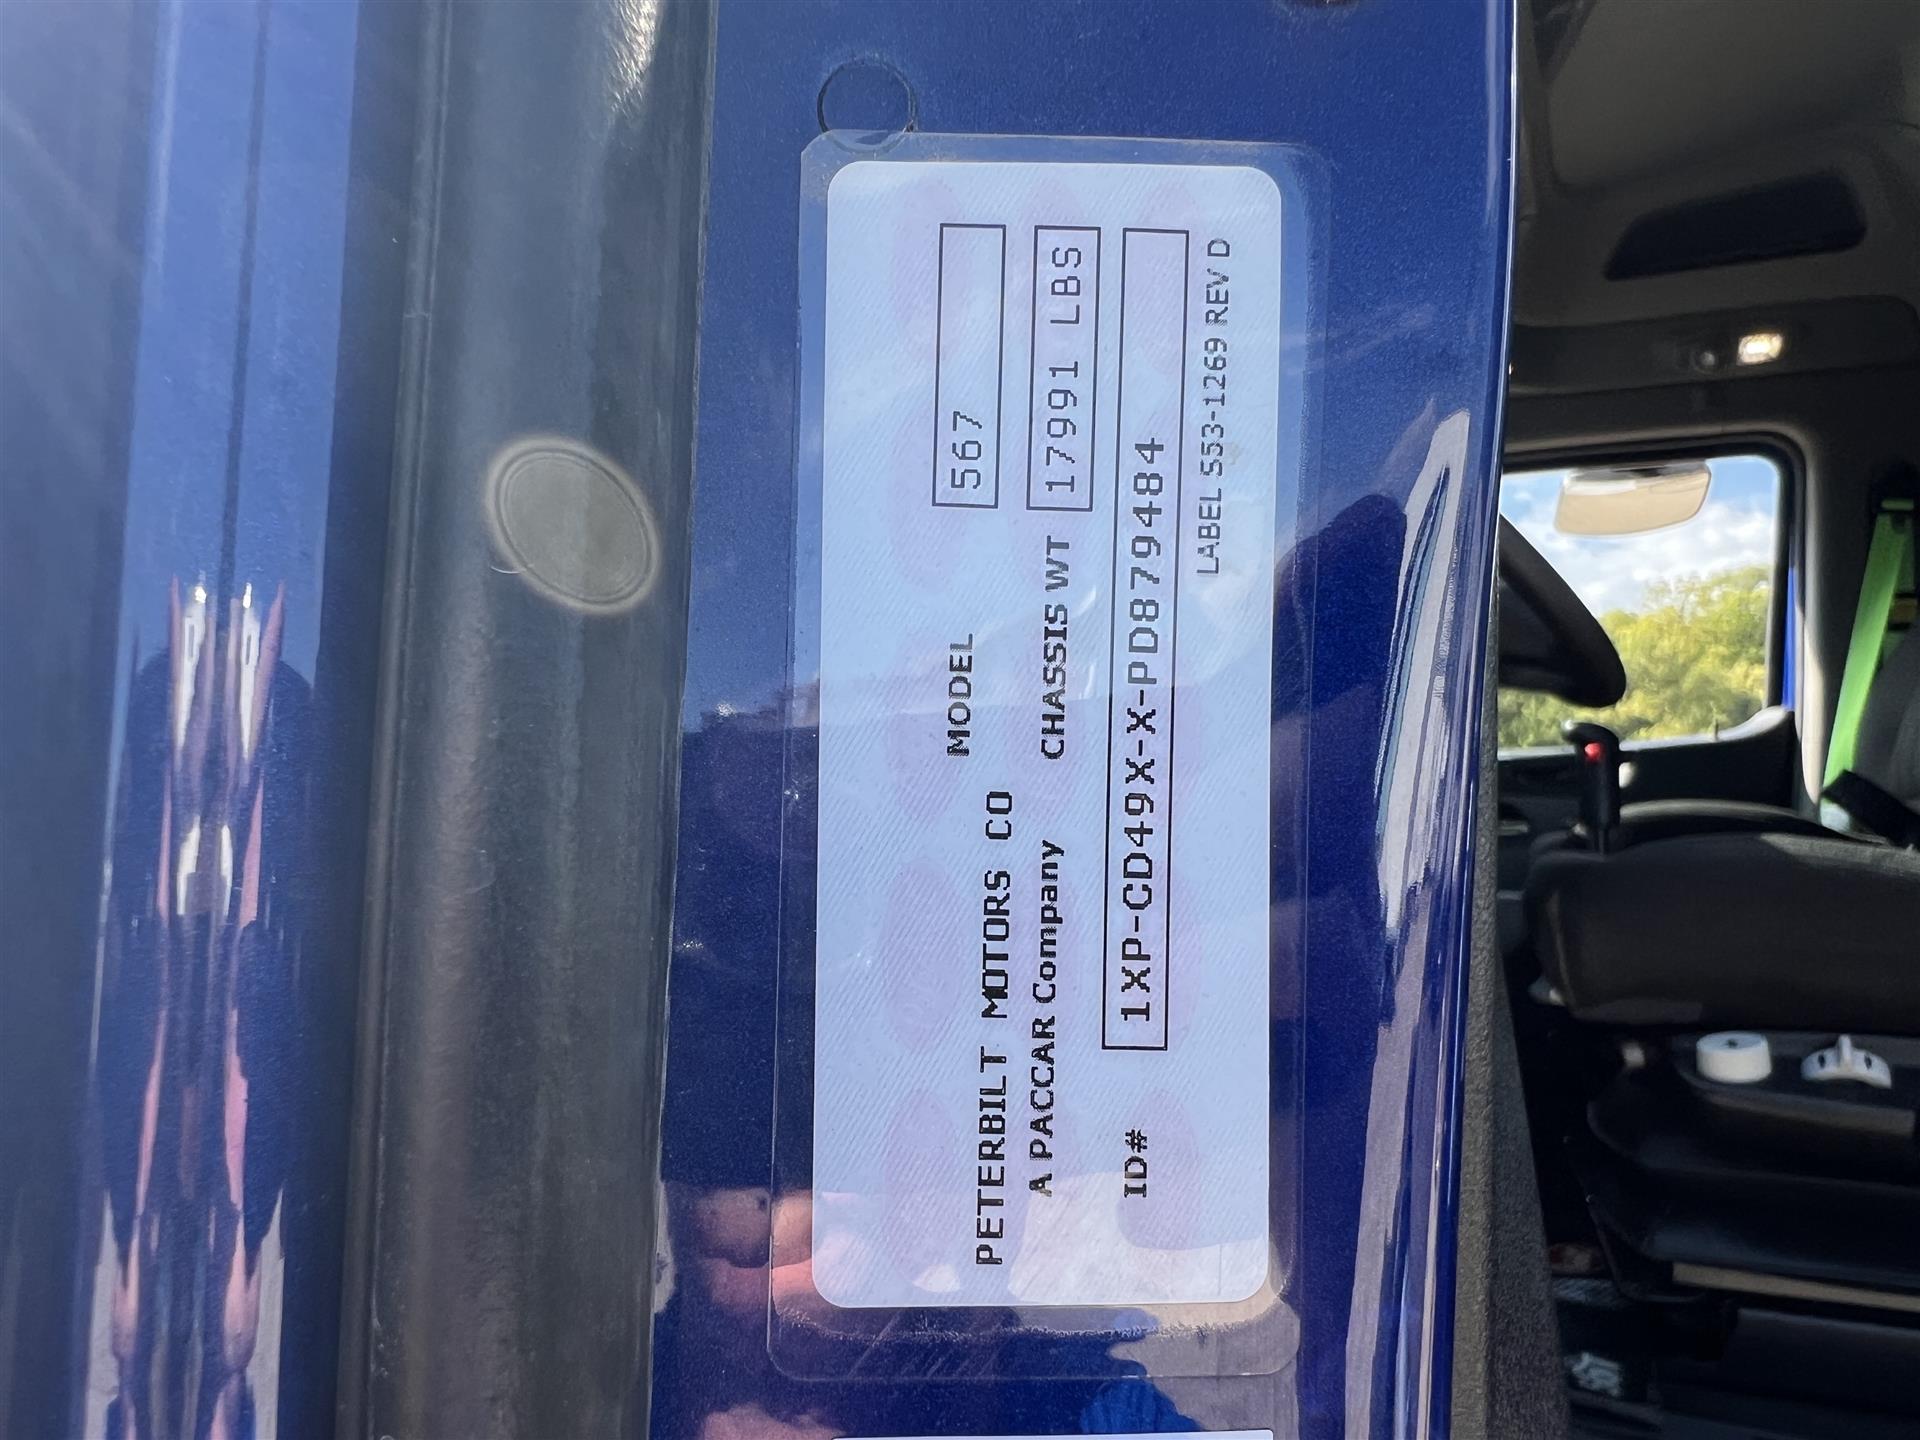 MODEL 567
PETERBILT MOTORS CO
A PACCAR Company CHASSIS WT 17991 LBS
ID# 1XP-CD49X-X-PD879484
LABEL 553-1269 REV D